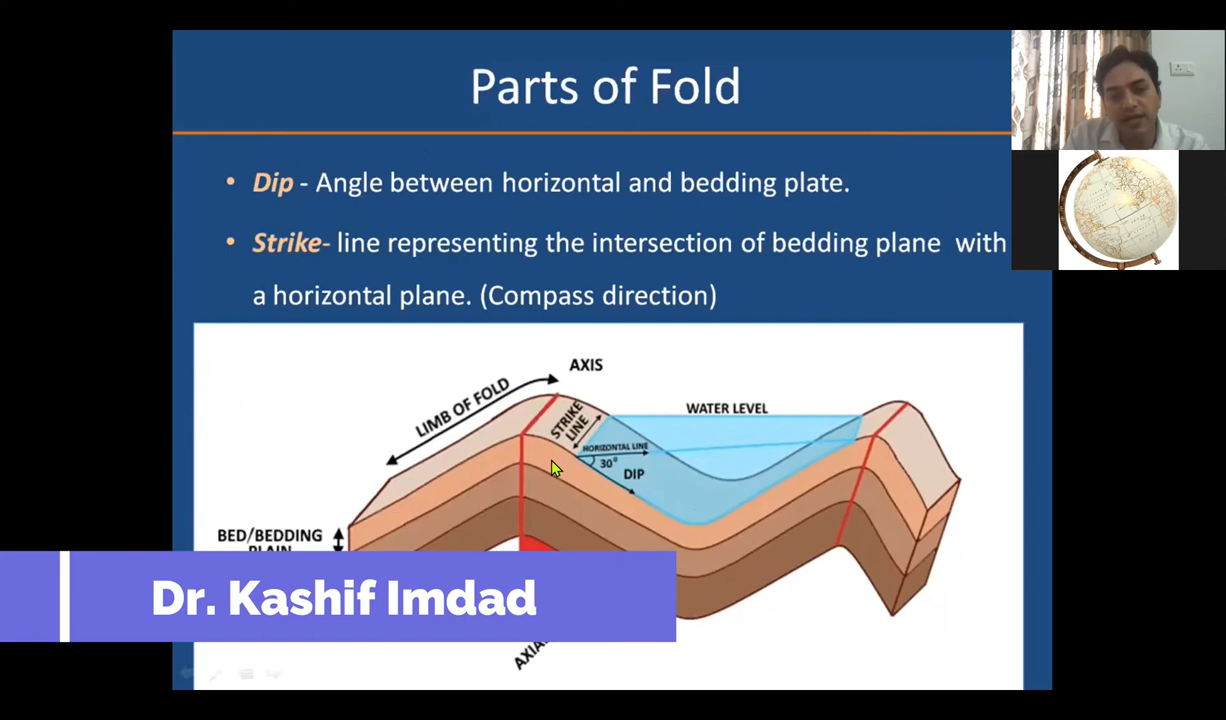 Parts of Fold
• Dip - Angle between horizontal and bedding plate.
• Strike- line representing the intersection of bedding plane with
a horizontal plane. (Compass direction)
AXIS
LIMB OF FOLD
STRIKE
LINE
WATER LEVEL
HORIZONTAL LINE
30°
DIP
BED/BEDDING
PLAIN
Dr. Kashif Imdad